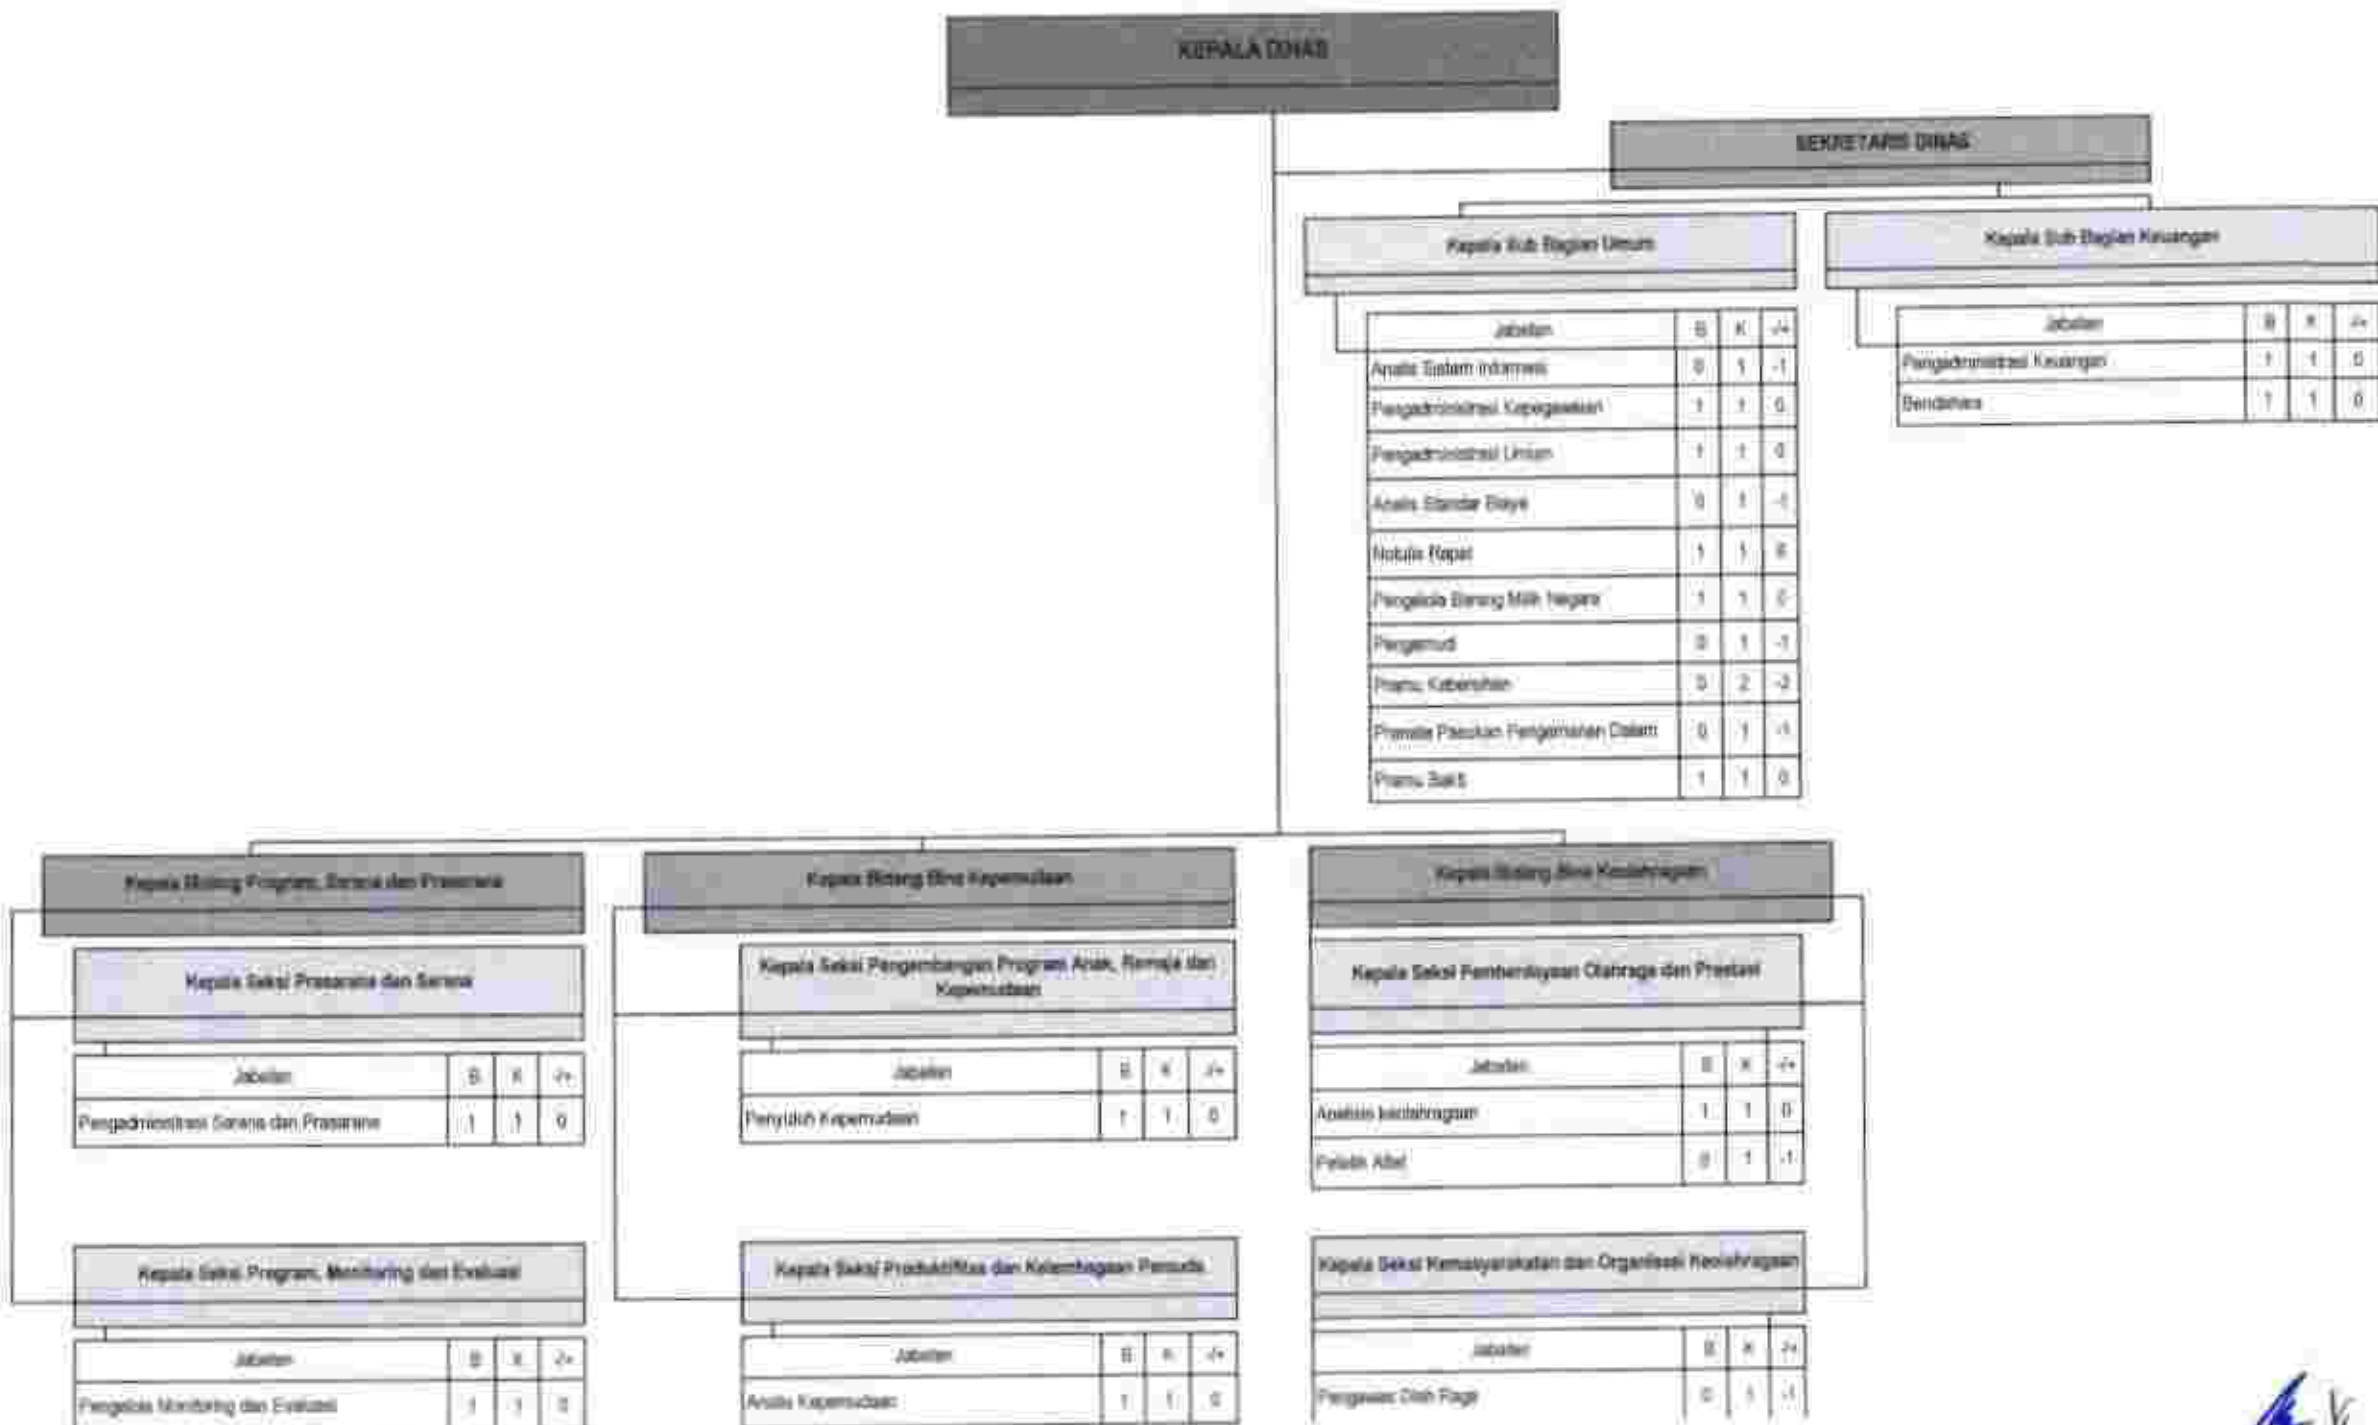 KEPALA DINAS
SEKRETARIS DINAS
Kepala Sub Bagian Umum
Kepala Sub Bagian Keuangan
Jabatan B K -/+
Analis Sistem Informasi 0 1 -1
Pengadministrasi Kepegawaian 1 1 0
Pengadministrasi Umum 1 1 0
Analis Standar Biaya 0 1 -1
Notulis Rapat 1 1 0
Pengelola Barang Milik Negara 1 1 0
Pengemudi 0 1 -1
Pramu Kebersihan 0 2 -2
Pranata Pasukan Pengamanan Dalam 0 1 -1
Pramu Bakti 1 1 0
Jabatan B K -/+
Pengadministrasi Keuangan 1 1 0
Bendahara 1 1 0
Kepala Bidang Program, Sarana dan Prasarana
Kepala Seksi Prasarana dan Sarana
Jabatan B K -/+
Pengadministrasi Sarana dan Prasarana 1 1 0
Kepala Seksi Program, Monitoring dan Evaluasi
Jabatan B K -/+
Pengelola Monitoring dan Evaluasi 1 1 0
Kepala Bidang Bina Kepemudaan
Kepala Seksi Pengembangan Program Anak, Remaja dan
Kepemudaan
Jabatan B K -/+
Penyuluh Kepemudaan 1 1 0
Kepala Seksi Produktifitas dan Kelembagaan Pemuda
Jabatan B K -/+
Analis Kepemudaan 1 1 0
Kepala Bidang Bina Keolahragaan
Kepala Seksi Pemberdayaan Olahraga dan Prestasi
Jabatan B K -/+
Analisis keolahragaan 1 1 0
Pelatih Atlet 0 1 -1
Kepala Seksi Kemasyarakatan dan Organisasi Keolahragaan
Jabatan B K -/+
Pengawas Olah Raga 0 1 -1